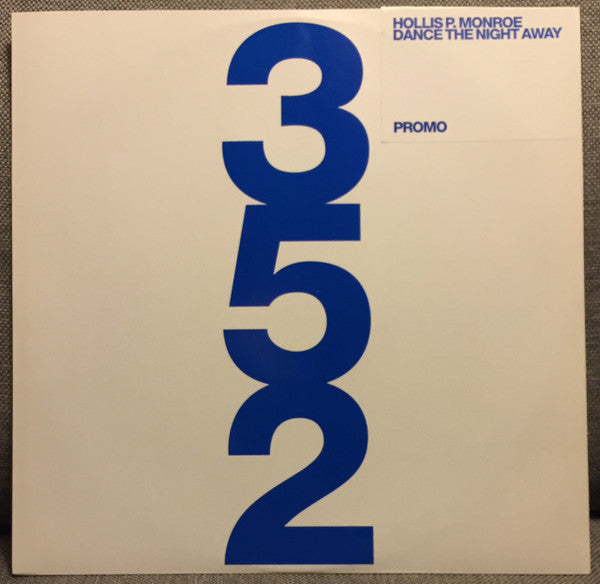 3
5
2
HOLLIS P. MONROE
DANCE THE NIGHT AWAY
PROMO